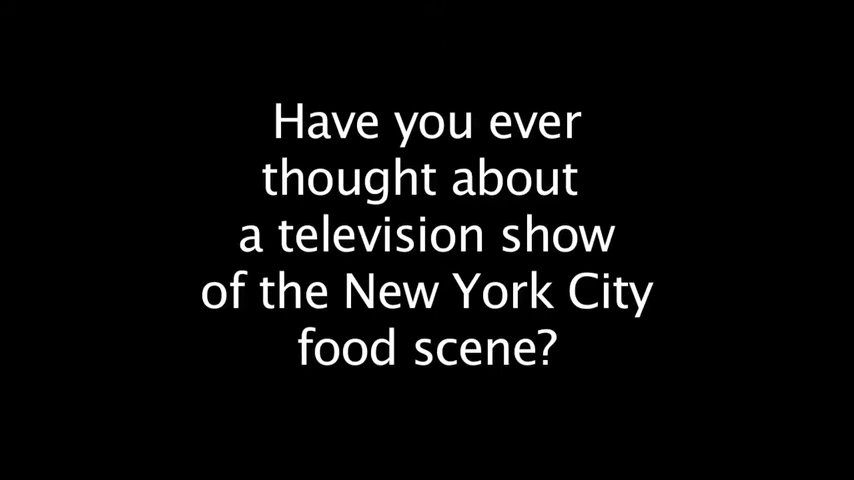 Have you ever
thought about
a television show
of the New York City
food scene?